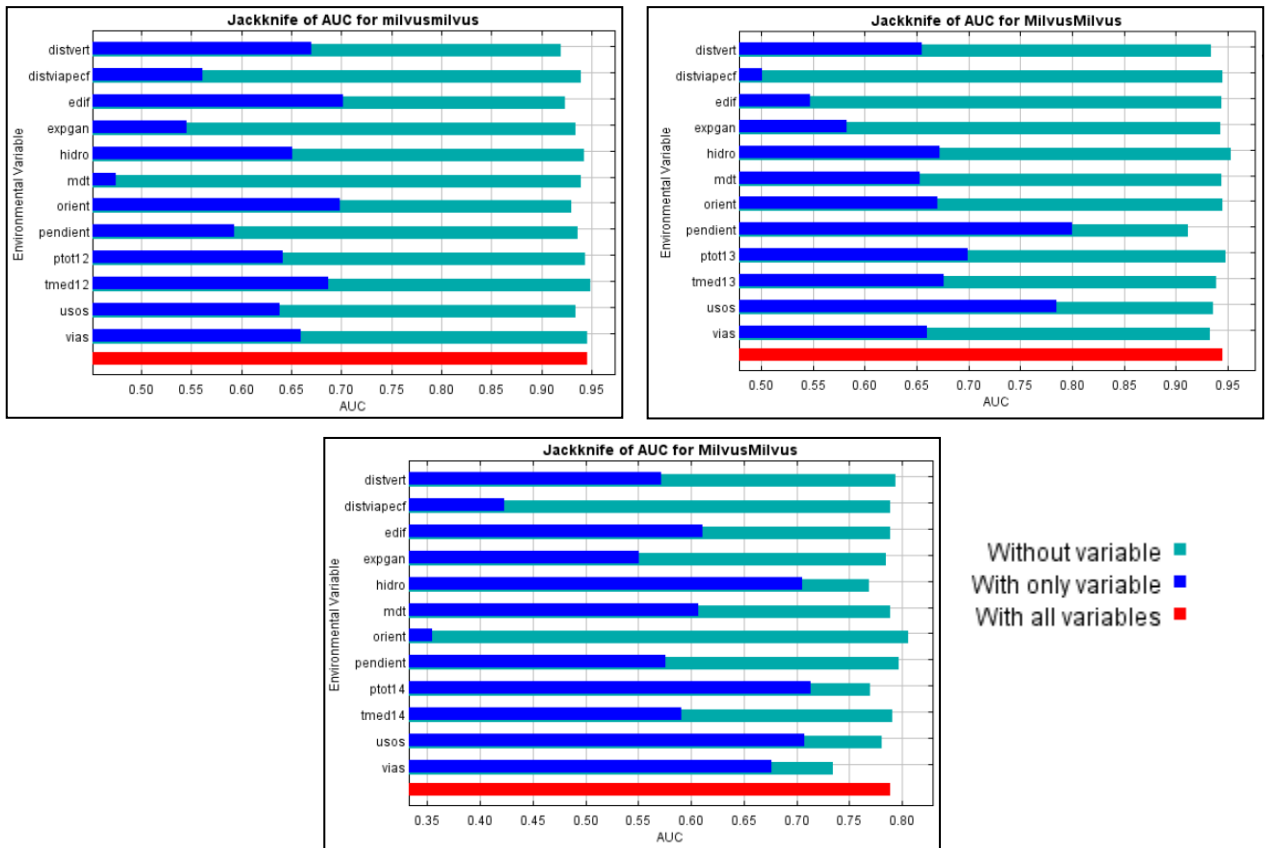 Jackknife of AUC for milvusmilvus
Environmental Variable
distvert
distviapecf
edif
expgan
hidro
mdt
orient
pendient
ptot12
tmed12
usos
vias
0.50 0.55 0.60 0.65 0.70 0.75 0.80 0.85 0.90 0.95
AUC
Jackknife of AUC for MilvusMilvus
Environmental Variable
distvert
distviapecf
edif
expgan
hidro
mdt
orient
pendient
ptot13
tmed13
usos
vias
0.50 0.55 0.60 0.65 0.70 0.75 0.80 0.85 0.90 0.95
AUC
Jackknife of AUC for MilvusMilvus
Environmental Variable
distvert
distviapecf
edif
expgan
hidro
mdt
orient
pendient
ptot14
tmed14
usos
vias
0.35 0.40 0.45 0.50 0.55 0.60 0.65 0.70 0.75 0.80
AUC
Without variable
With only variable
With all variables